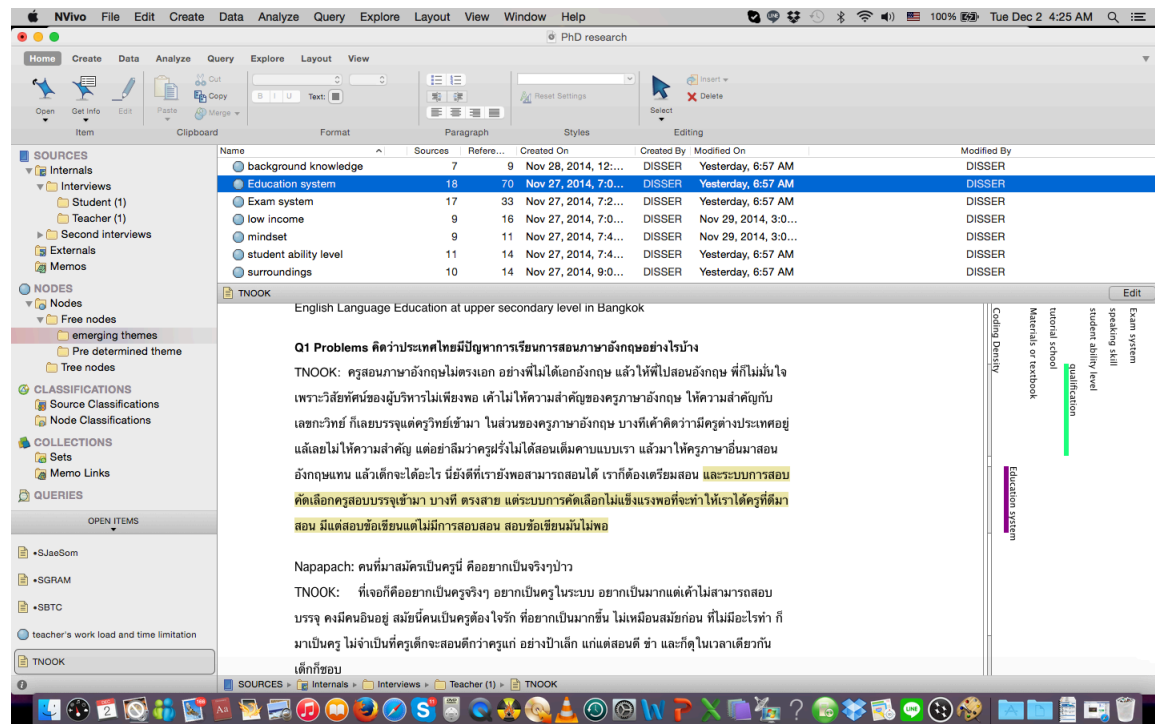 NVivo File Edit Create Data Analyze Query Explore Layout View Window Help 100% Tue Dec 2 4:25 AM
PhD research
Home Create Data Analyze Query Explore Layout View
Open Get Info Edit Paste Cut Copy Merge B I U Text: Reset Settings Select Insert Delete
Item Clipboard Format Paragraph Styles Editing
SOURCES
Internals
Interviews
Student (1)
Teacher (1)
Second interviews
Externals
Memos
NODES
Nodes
Free nodes
emerging themes
Pre determined theme
Tree nodes
CLASSIFICATIONS
Source Classifications
Node Classifications
COLLECTIONS
Sets
Memo Links
QUERIES
OPEN ITEMS
•SJaeSom
•SGRAM
•SBTC
teacher's work load and time limitation
TNOOK
Name Sources Refere... Created On Created By Modified On Modified By
background knowledge 7 9 Nov 28, 2014, 12:... DISSER Yesterday, 6:57 AM DISSER
Education system 18 70 Nov 27, 2014, 7:0... DISSER Yesterday, 6:57 AM DISSER
Exam system 17 33 Nov 27, 2014, 7:2... DISSER Yesterday, 6:57 AM DISSER
low income 9 16 Nov 27, 2014, 7:0... DISSER Nov 29, 2014, 3:0... DISSER
mindset 9 11 Nov 27, 2014, 7:4... DISSER Nov 29, 2014, 3:0... DISSER
student ability level 11 14 Nov 27, 2014, 7:4... DISSER Yesterday, 6:57 AM DISSER
surroundings 10 14 Nov 27, 2014, 9:0... DISSER Yesterday, 6:57 AM DISSER
TNOOK Edit
English Language Education at upper secondary level in Bangkok
Q1 Problems คิดว่าประเทศไทยมีปัญหาการเรียนการสอนภาษาอังกฤษอย่างไรบ้าง
TNOOK: ครูสอนภาษาอังกฤษไม่ตรงเอก อย่างพี่ไม่ได้เอกอังกฤษ แล้วให้พี่ไปสอนอังกฤษ พี่ก็ไม่มั่นใจ
เพราะวิสัยทัศน์ของผู้บริหารไม่เพียงพอ เค้าไม่ให้ความสำคัญของครูภาษาอังกฤษ ให้ความสำคัญกับ
เลขกะวิทย์ ก็เลยบรรจุแต่ครูวิทย์เข้ามา ในส่วนของครูภาษาอังกฤษ บางทีเค้าคิดว่ามีครูต่างประเทศอยู่
แล้เลยไม่ให้ความสำคัญ แต่อย่าลืมว่าครูฝรั่งไม่ได้สอนเต็มคาบแบบเรา แล้วมาให้ครูภาษาอื่นมาสอน
อังกฤษแทน แล้วเด็กจะได้อะไร นี่ยังดีที่เรายังพอสามารถสอนได้ เราก็ต้องเตรียมสอน และระบบการสอบ
คัดเลือกครูสอบบรรจุเข้ามา บางที ตรงสาย แต่ระบบการคัดเลือกไม่แข็งแรงพอที่จะทำให้เราได้ครูที่ดีมา
สอน มีแต่สอบข้อเขียนแต่ไม่มีการสอบสอน สอบข้อเขียนมันไม่พอ
Napapach: คนที่มาสมัครเป็นครูนี่ คืออยากเป็นจริงๆป่าว
TNOOK: ที่เจอก็คืออยากเป็นครูจริงๆ อยากเป็นครูในระบบ อยากเป็นมากแต่เค้าไม่สามารถสอบ
บรรจุ คงมีคนอินอยู่ สมัยนี้คนเป็นครูต้องใจรัก ที่อยากเป็นมากขึ้น ไม่เหมือนสมัยก่อน ที่ไม่มีอะไรทำ ก็
มาเป็นครู ไม่จำเป็นที่ครูเด็กจะสอนดีกว่าครูแก่ อย่างป้าเล็ก แก่แต่สอนดี ขำ และก็ดุในเวลาเดียวกัน
เด็กก็ชอบ
Coding Density
Materials or textbook
tutorial school
qualification
student ability level
speaking skill
Exam system
Education system
SOURCES Internals Interviews Teacher (1) TNOOK